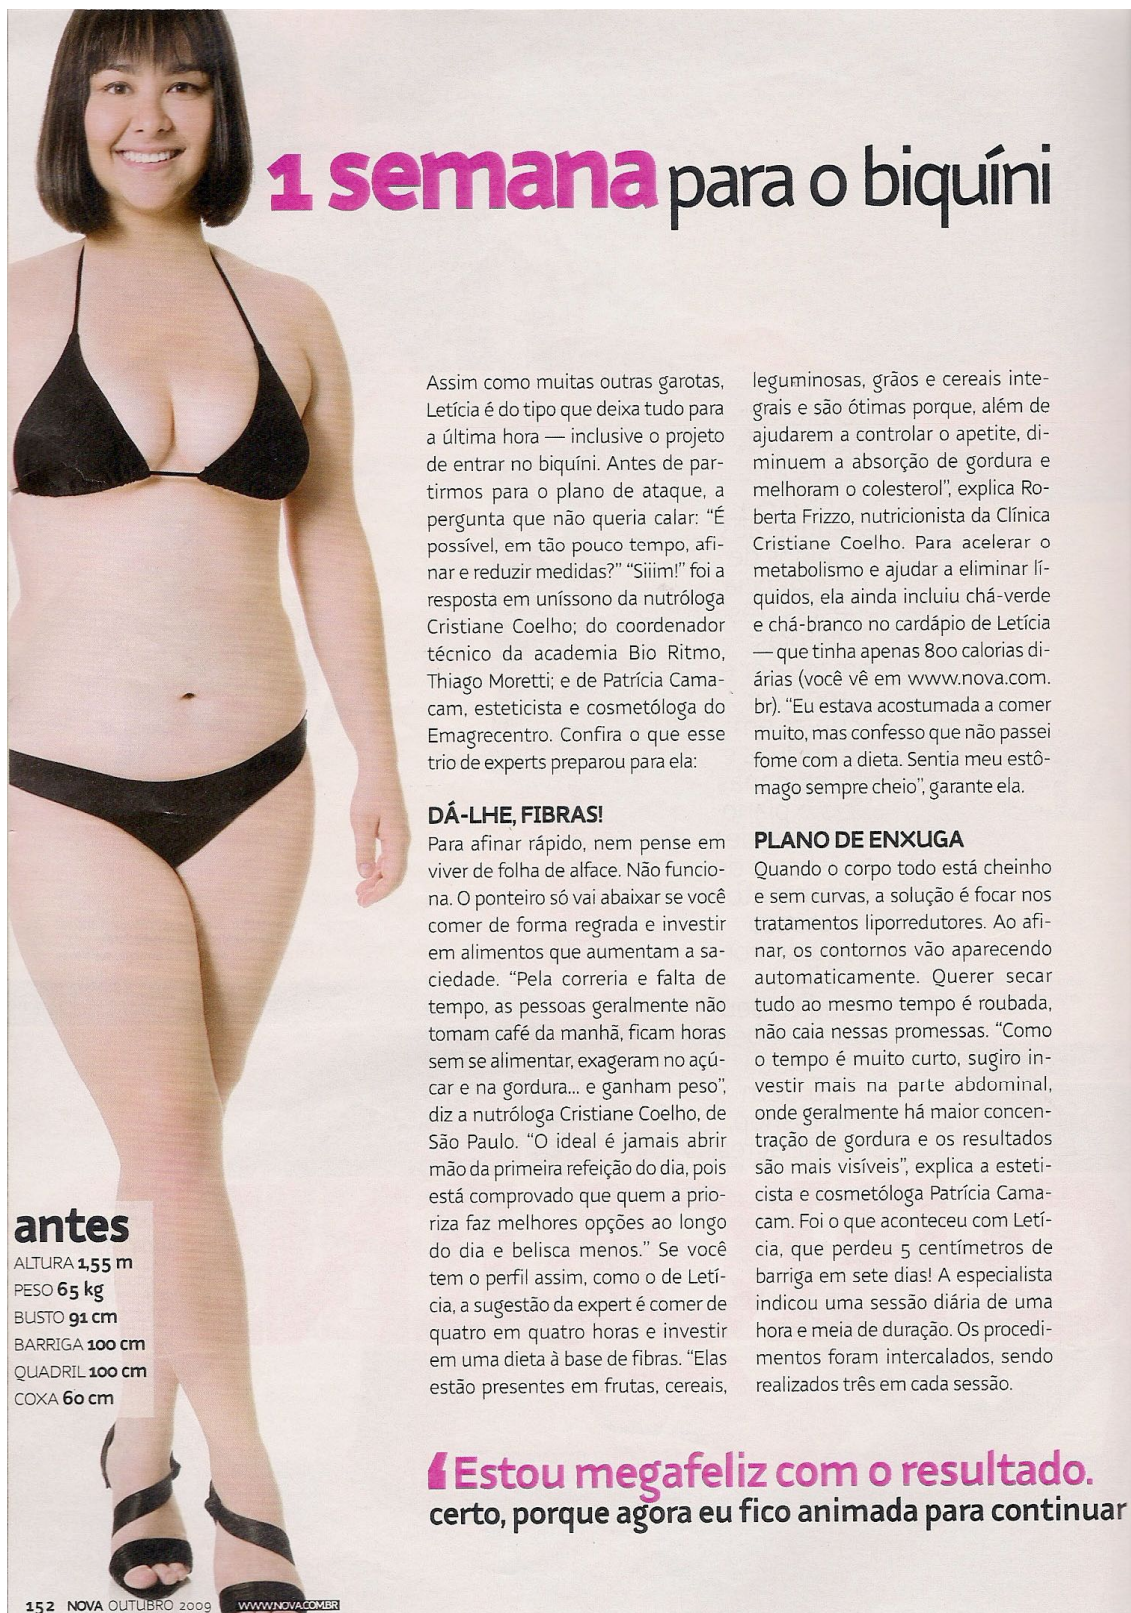 1 semana para o biquíni
Assim como muitas outras garotas,
Letícia é do tipo que deixa tudo para
a última hora — inclusive o projeto
de entrar no biquíni. Antes de par-
tirmos para o plano de ataque, a
pergunta que não queria calar: “É
possível, em tão pouco tempo, afi-
nar e reduzir medidas?” “Siiim!” foi a
resposta em uníssono da nutróloga
Cristiane Coelho; do coordenador
técnico da academia Bio Ritmo,
Thiago Moretti; e de Patrícia Cama-
cam, esteticista e cosmetóloga do
Emagrecentro. Confira o que esse
trio de experts preparou para ela:
DÁ-LHE, FIBRAS!
Para afinar rápido, nem pense em
viver de folha de alface. Não funcio-
na. O ponteiro só vai abaixar se você
comer de forma regrada e investir
em alimentos que aumentam a sa-
ciedade. “Pela correria e falta de
tempo, as pessoas geralmente não
tomam café da manhã, ficam horas
sem se alimentar, exageram no açú-
car e na gordura... e ganham peso”,
diz a nutróloga Cristiane Coelho, de
São Paulo. “O ideal é jamais abrir
mão da primeira refeição do dia, pois
está comprovado que quem a prio-
riza faz melhores opções ao longo
do dia e belisca menos.” Se você
tem o perfil assim, como o de Letí-
cia, a sugestão da expert é comer de
quatro em quatro horas e investir
em uma dieta à base de fibras. “Elas
estão presentes em frutas, cereais,
leguminosas, grãos e cereais inte-
grais e são ótimas porque, além de
ajudarem a controlar o apetite, di-
minuem a absorção de gordura e
melhoram o colesterol”, explica Ro-
berta Frizzo, nutricionista da Clínica
Cristiane Coelho. Para acelerar o
metabolismo e ajudar a eliminar lí-
quidos, ela ainda incluiu chá-verde
e chá-branco no cardápio de Letícia
— que tinha apenas 800 calorias di-
árias (você vê em www.nova.com.
br). “Eu estava acostumada a comer
muito, mas confesso que não passei
fome com a dieta. Sentia meu estô-
mago sempre cheio”, garante ela.
PLANO DE ENXUGA
Quando o corpo todo está cheinho
e sem curvas, a solução é focar nos
tratamentos liporredutores. Ao afi-
nar, os contornos vão aparecendo
automaticamente. Querer secar
tudo ao mesmo tempo é roubada,
não caia nessas promessas. “Como
o tempo é muito curto, sugiro in-
vestir mais na parte abdominal,
onde geralmente há maior concen-
tração de gordura e os resultados
são mais visíveis”, explica a esteti-
cista e cosmetóloga Patrícia Cama-
cam. Foi o que aconteceu com Letí-
cia, que perdeu 5 centímetros de
barriga em sete dias! A especialista
indicou uma sessão diária de uma
hora e meia de duração. Os procedi-
mentos foram intercalados, sendo
realizados três em cada sessão.
antes
ALTURA 1,55 m
PESO 65 kg
BUSTO 91 cm
BARRIGA 100 cm
QUADRIL 100 cm
COXA 60 cm
‘Estou megafeliz com o resultado.
certo, porque agora eu fico animada para continuar
152 NOVA OUTUBRO 2009 WWW.NOVA.COM.BR